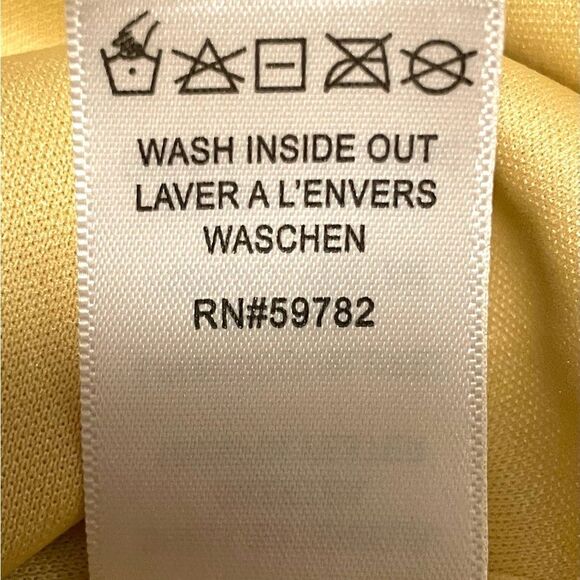 WASH INSIDE OUT
LAVER A L'ENVERS
WASCHEN
RN#59782